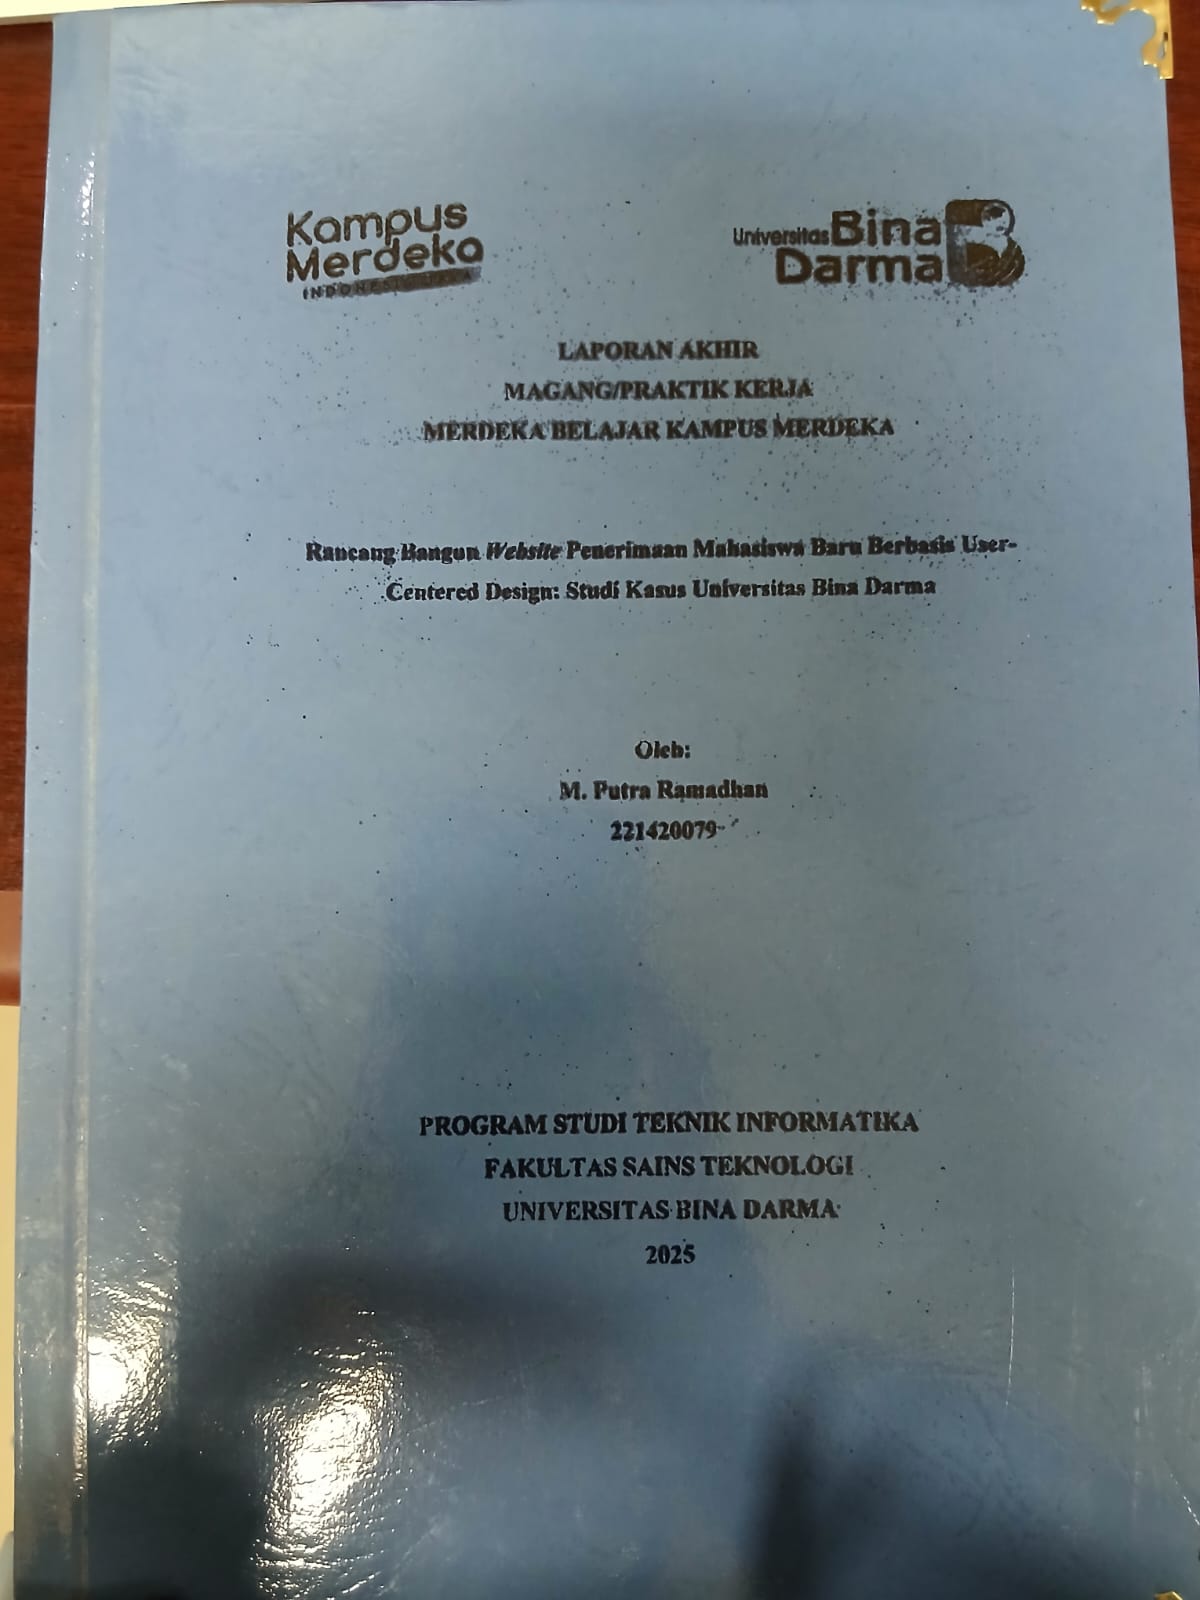 Kampus
Merdeka
INDONESIA JAYA
Universitas Bina
Darma
LAPORAN AKHIR
MAGANG/PRAKTIK KERJA
MERDEKA BELAJAR KAMPUS MERDEKA
Rancang Bangun Website Penerimaan Mahasiswa Baru Berbasis User-
Centered Design: Studi Kasus Universitas Bina Darma
Oleh:
M. Putra Ramadhan
221420079
PROGRAM STUDI TEKNIK INFORMATIKA
FAKULTAS SAINS TEKNOLOGI
UNIVERSITAS BINA DARMA
2025